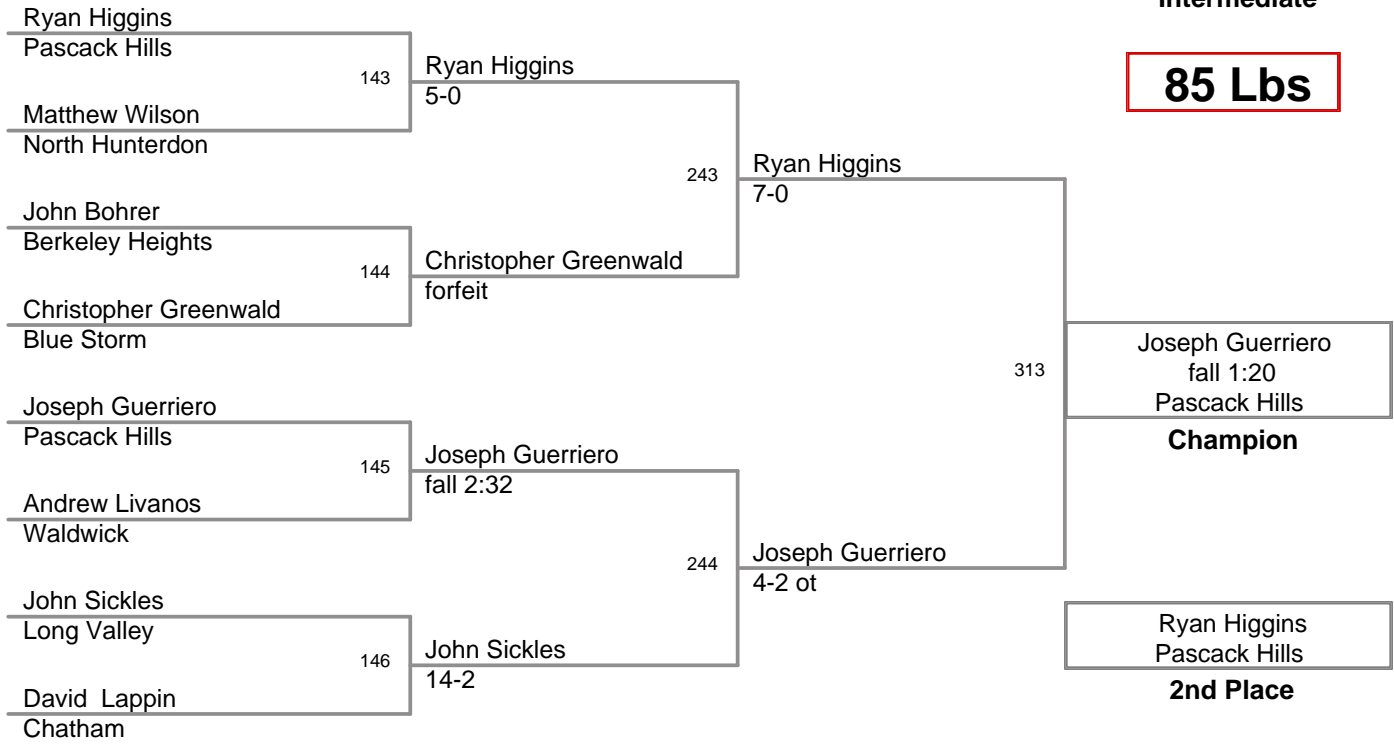 Intermediate
85 Lbs
Ryan Higgins
Pascack Hills
143
Matthew Wilson
North Hunterdon
Ryan Higgins
5-0
John Bohrer
Berkeley Heights
144
Christopher Greenwald
Blue Storm
Christopher Greenwald
forfeit
243
Ryan Higgins
7-0
Joseph Guerriero
Pascack Hills
145
Andrew Livanos
Waldwick
Joseph Guerriero
fall 2:32
John Sickles
Long Valley
146
David Lappin
Chatham
John Sickles
14-2
244
Joseph Guerriero
4-2 ot
313
Joseph Guerriero
fall 1:20
Pascack Hills
Champion
Ryan Higgins
Pascack Hills
2nd Place